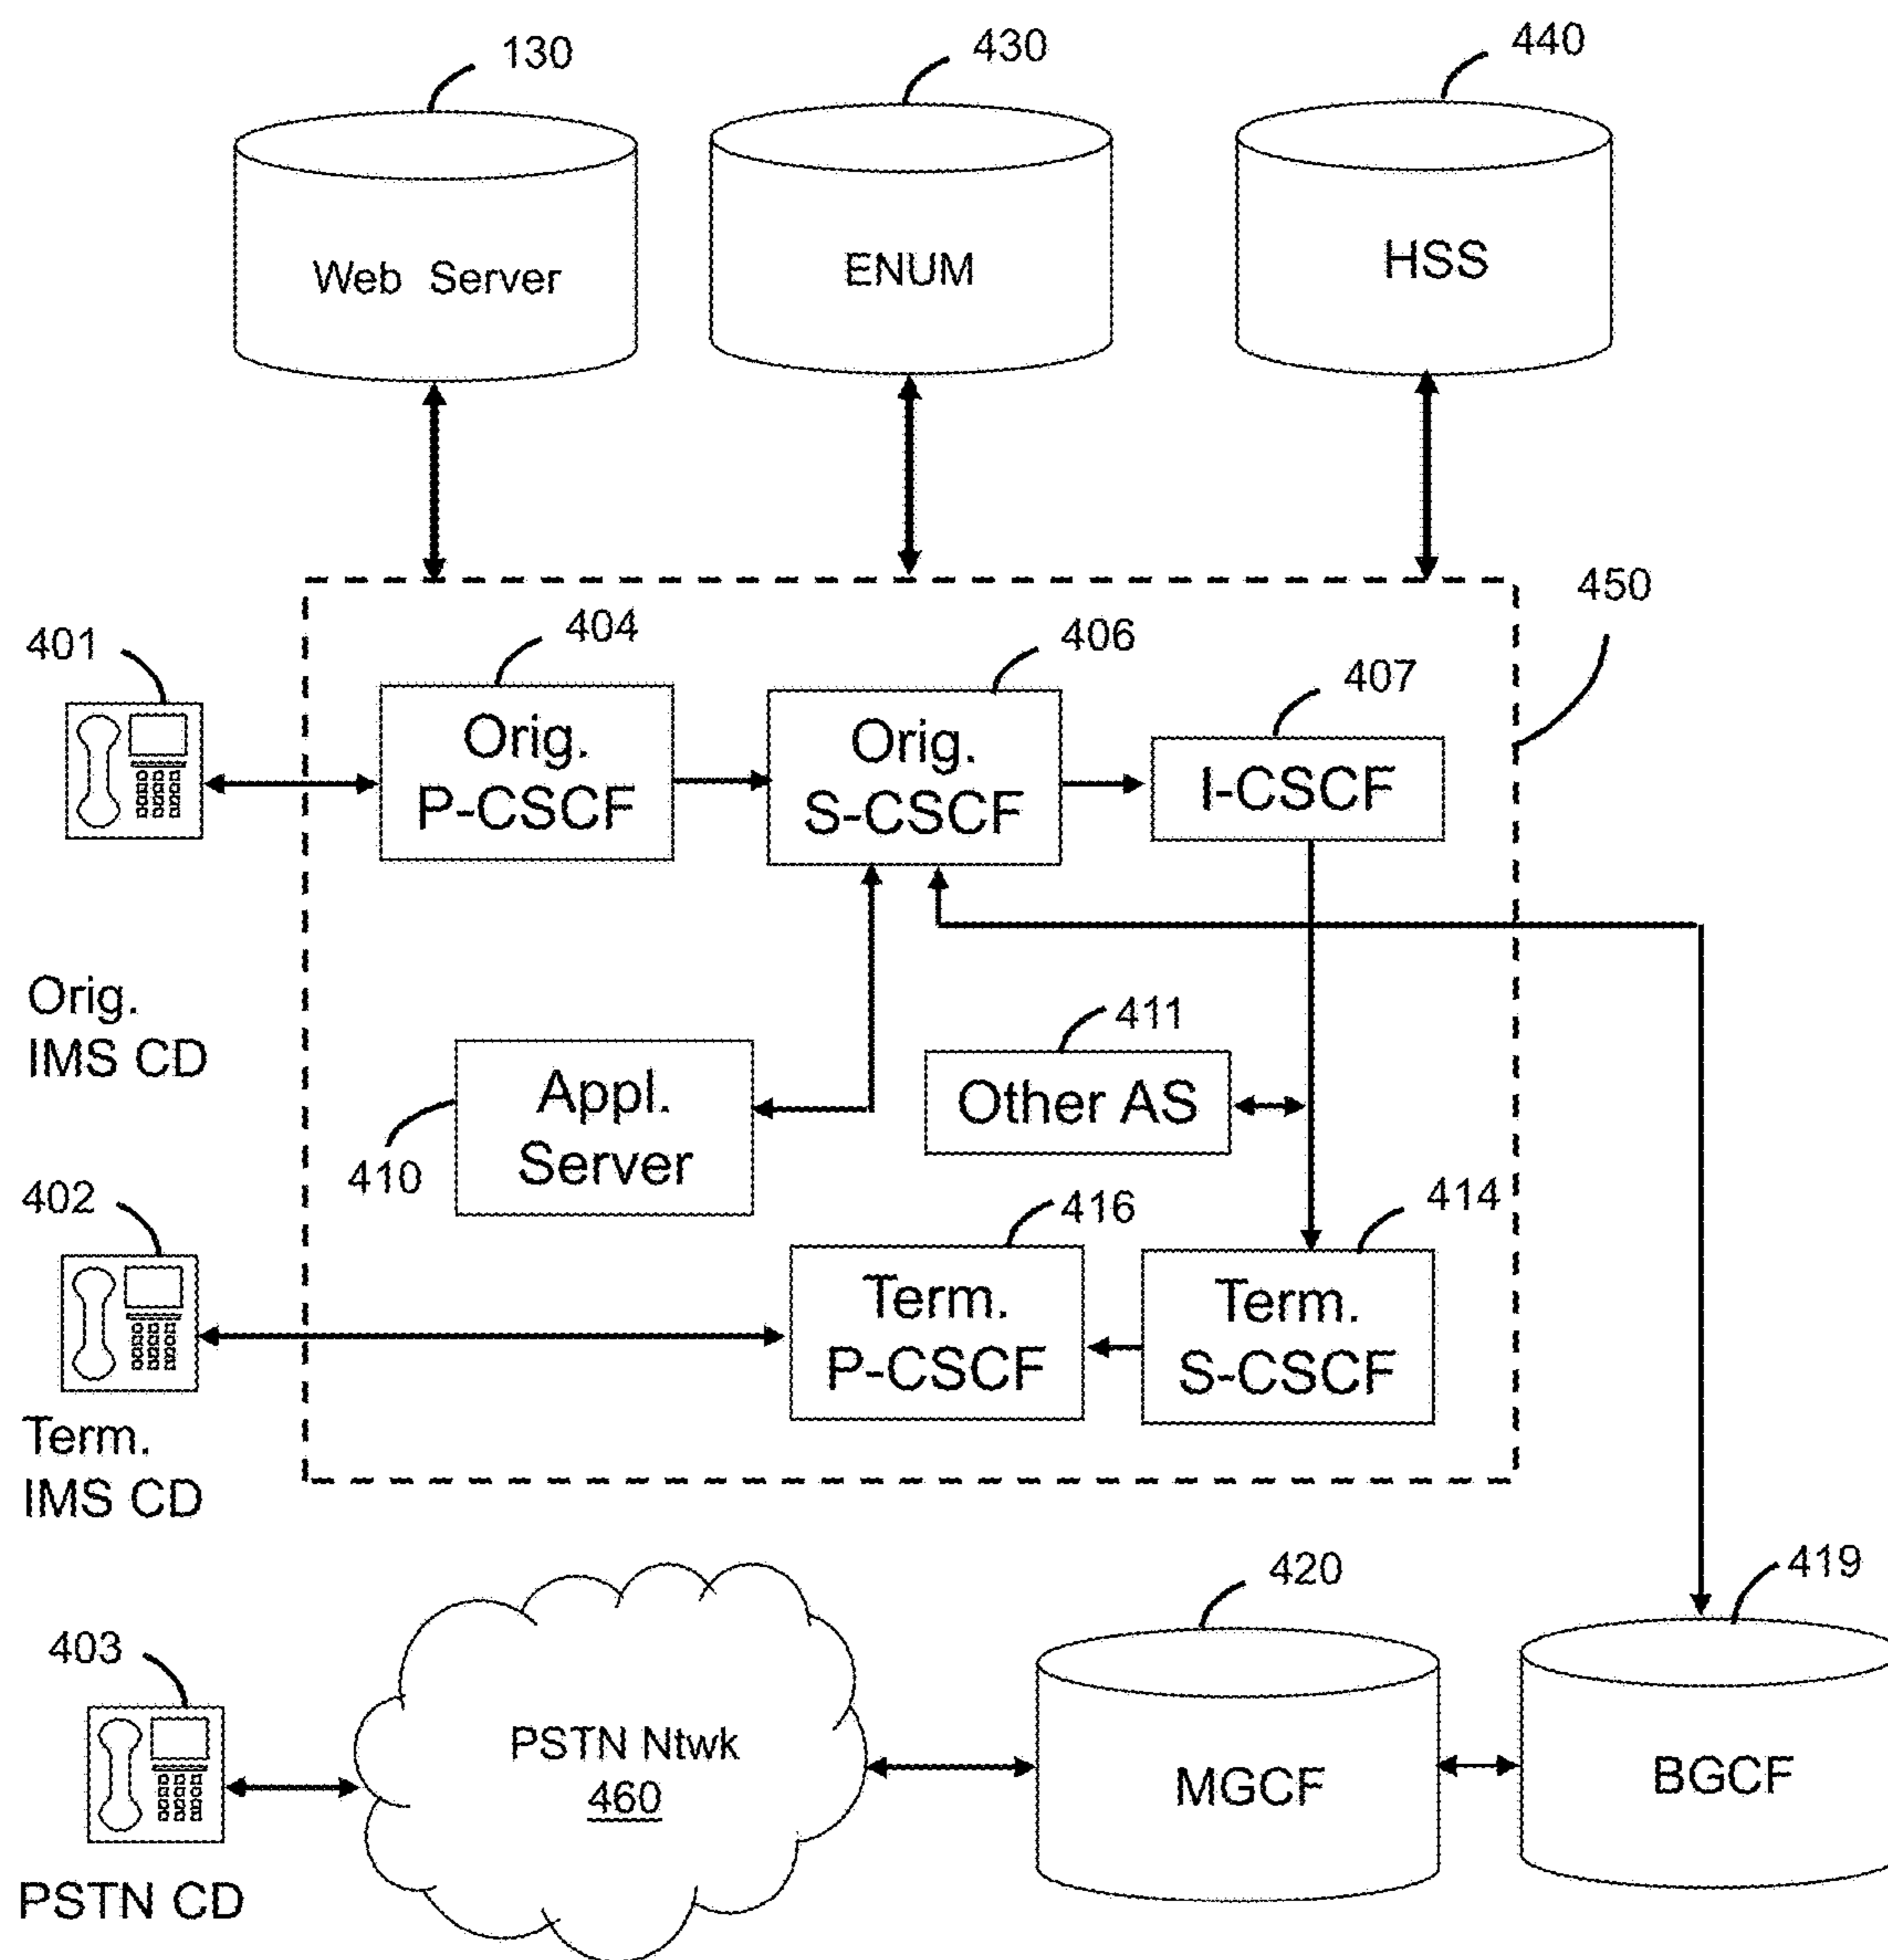 130
430
440
Web Server
ENUM
HSS
450
404
406
407
401
Orig.
P-CSCF
Orig.
S-CSCF
I-CSCF
Orig.
IMS CD
411
Other AS
Appl.
Server
410
402
416
414
Term.
P-CSCF
Term.
S-CSCF
Term.
IMS CD
420
419
403
PSTN Ntwk
460
MGCF
BGCF
PSTN CD